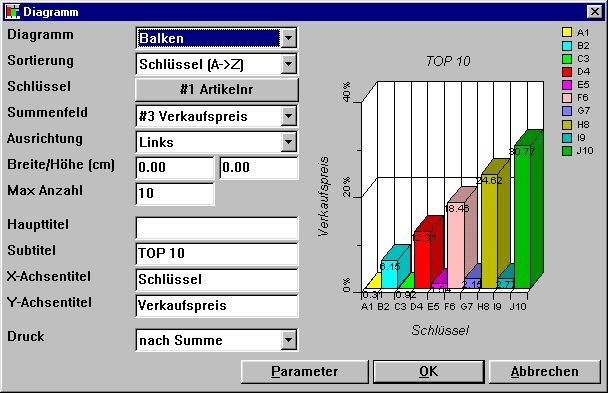 Diagramm
Diagramm Balken
Sortierung Schlüssel (A->Z)
Schlüssel #1 Artikelnr
Summenfeld #3 Verkaufspreis
Ausrichtung Links
Breite/Höhe (cm) 0.00 0.00
Max Anzahl 10
Haupttitel
Subtitel TOP 10
X-Achsentitel Schlüssel
Y-Achsentitel Verkaufspreis
Druck nach Summe
TOP 10
40%
20%
0%
Verkaufspreis
0.31 6.15 0.92 12.31 18.46 2.15 24.62 2.77 30.77
A1 B2 C3 D4 E5 F6 G7 H8 I9 J10
Schlüssel
A1
B2
C3
D4
E5
F6
G7
H8
I9
J10
Parameter OK Abbrechen